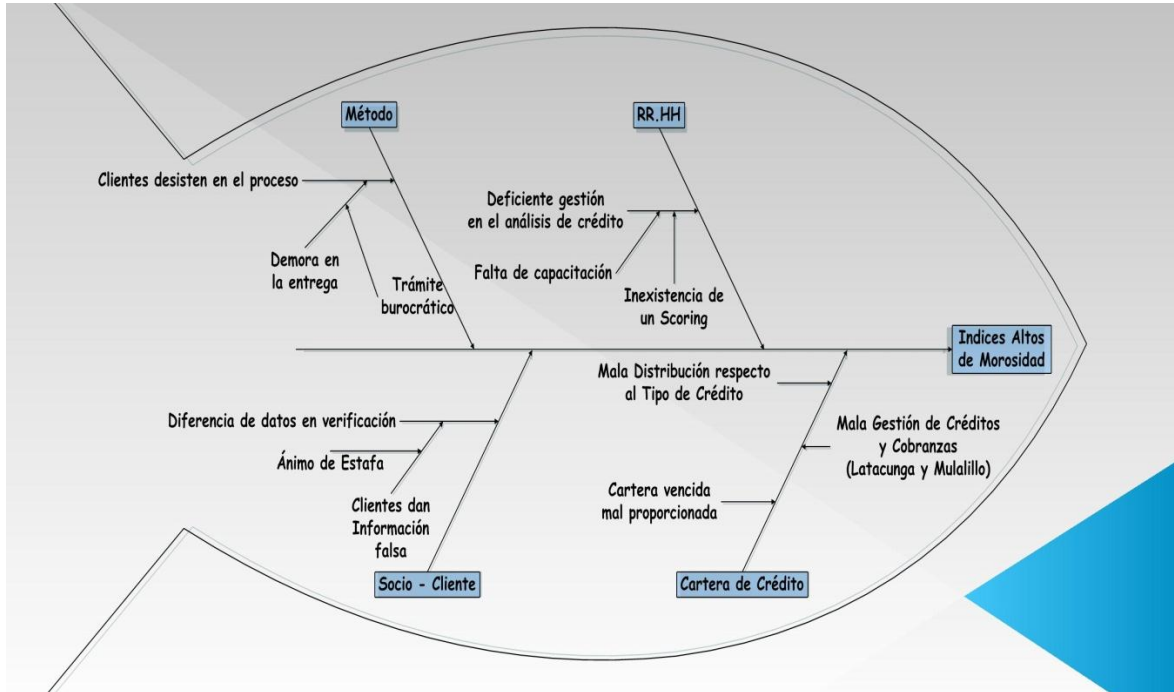 Método
RR.HH
Clientes desisten en el proceso
Demora en
la entrega
Trámite
burocrático
Deficiente gestión
en el análisis de crédito
Falta de capacitación
Inexistencia de
un Scoring
Indices Altos
de Morosidad
Mala Distribución respecto
al Tipo de Crédito
Diferencia de datos en verificación
Ánimo de Estafa
Clientes dan
Información
falsa
Mala Gestión de Créditos
y Cobranzas
(Latacunga y Mulalillo)
Cartera vencida
mal proporcionada
Socio - Cliente
Cartera de Crédito